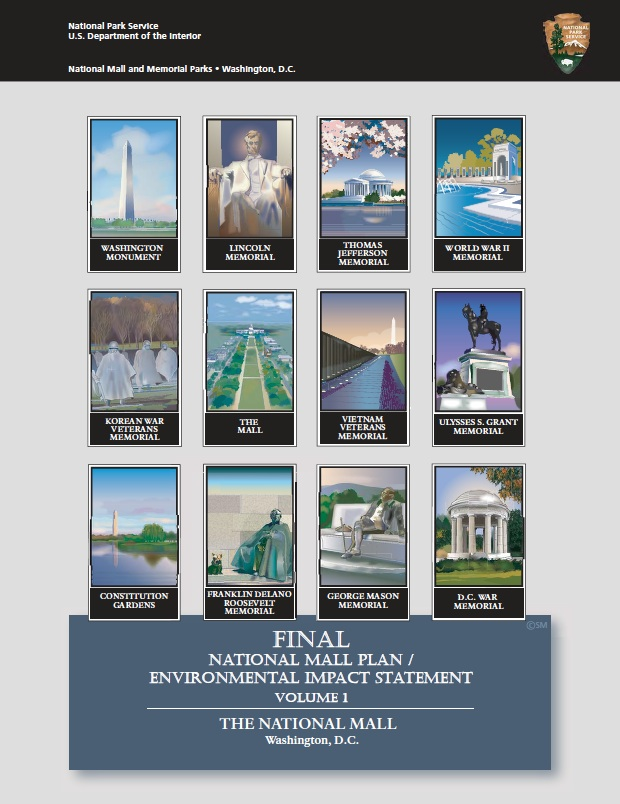 National Park Service
U.S. Department of the Interior
NATIONAL
PARK
SERVICE
National Mall and Memorial Parks • Washington, D.C.
WASHINGTON
MONUMENT
LINCOLN
MEMORIAL
THOMAS
JEFFERSON
MEMORIAL
WORLD WAR II
MEMORIAL
KOREAN WAR
VETERANS
MEMORIAL
THE
MALL
VIETNAM
VETERANS
MEMORIAL
ULYSSES S. GRANT
MEMORIAL
CONSTITUTION
GARDENS
FRANKLIN DELANO
ROOSEVELT
MEMORIAL
GEORGE MASON
MEMORIAL
D.C. WAR
MEMORIAL
©SM
FINAL
NATIONAL MALL PLAN /
ENVIRONMENTAL IMPACT STATEMENT
VOLUME 1
THE NATIONAL MALL
Washington, D.C.